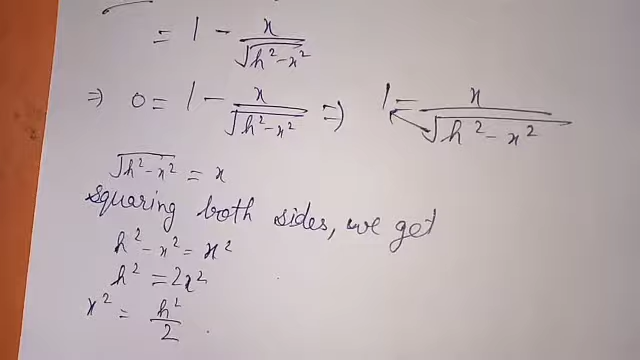 = 1 - x/√(h² - x²)
⇒ 0 = 1 - x/√(h² - x²) ⇒ 1 = x/√(h² - x²)
√(h² - x²) = x
squaring both sides, we get
h² - x² = x²
h² = 2x²
x² = h²/2 .